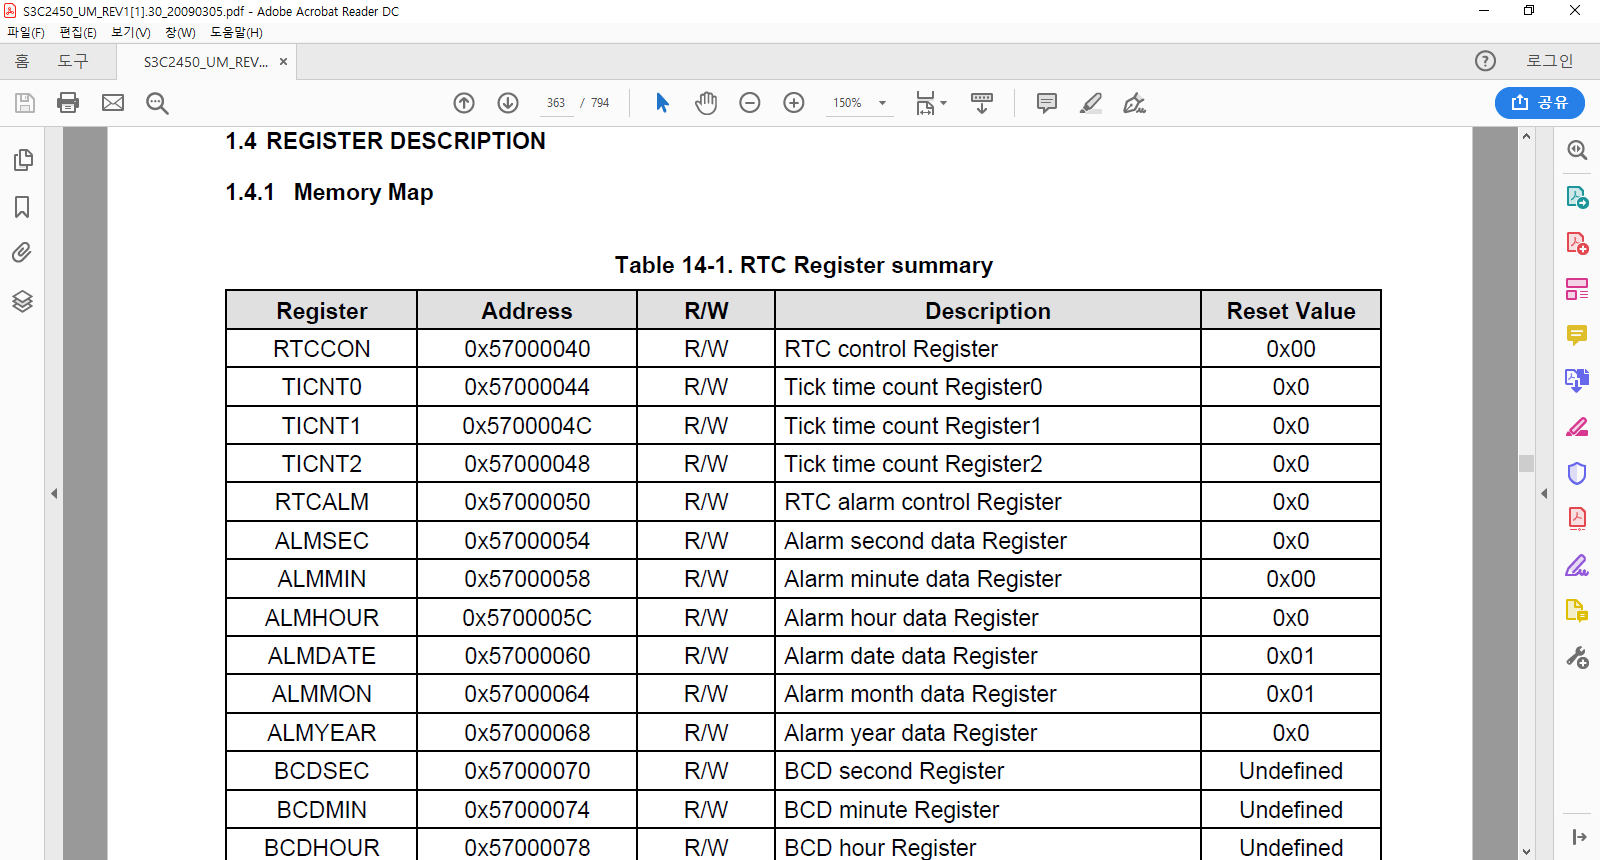 S3C2450_UM_REV1[1].30_20090305.pdf - Adobe Acrobat Reader DC
파일(F) 편집(E) 보기(V) 창(W) 도움말(H)
홈 도구 S3C2450_UM_REV... × 로그인
363 / 794 150% 공유
1.4 REGISTER DESCRIPTION
1.4.1 Memory Map
Table 14-1. RTC Register summary
Register Address R/W Description Reset Value
RTCCON 0x57000040 R/W RTC control Register 0x00
TICNT0 0x57000044 R/W Tick time count Register0 0x0
TICNT1 0x5700004C R/W Tick time count Register1 0x0
TICNT2 0x57000048 R/W Tick time count Register2 0x0
RTCALM 0x57000050 R/W RTC alarm control Register 0x0
ALMSEC 0x57000054 R/W Alarm second data Register 0x0
ALMMIN 0x57000058 R/W Alarm minute data Register 0x00
ALMHOUR 0x5700005C R/W Alarm hour data Register 0x0
ALMDATE 0x57000060 R/W Alarm date data Register 0x01
ALMMON 0x57000064 R/W Alarm month data Register 0x01
ALMYEAR 0x57000068 R/W Alarm year data Register 0x0
BCDSEC 0x57000070 R/W BCD second Register Undefined
BCDMIN 0x57000074 R/W BCD minute Register Undefined
BCDHOUR 0x57000078 R/W BCD hour Register Undefined